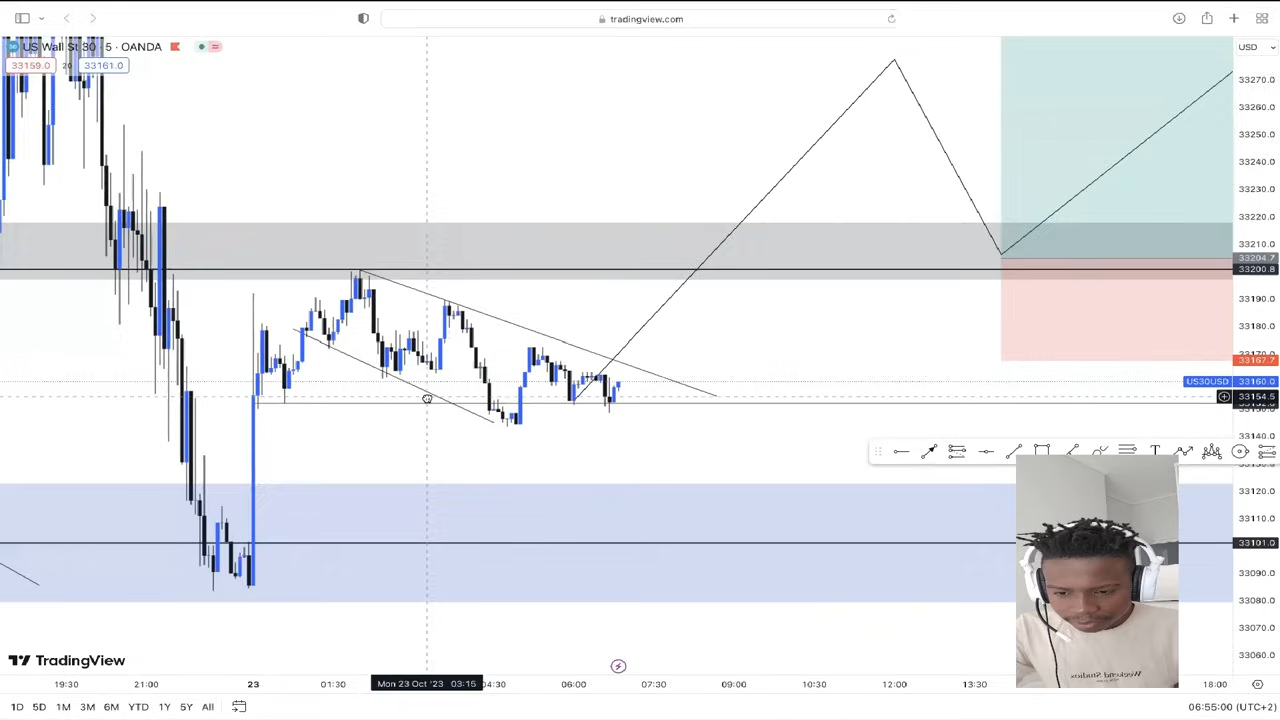 tradingview.com
US Wall St 30 · 5 · OANDA
33159.0 20 33161.0
USD
33270.0
33260.0
33250.0
33240.0
33230.0
33220.0
33210.0
33204.7
33200.8
33190.0
33180.0
33167.7
US30USD 33160.0
33154.5
33140.0
33120.0
33110.0
33101.0
33090.0
33080.0
33070.0
33060.0
T
TradingView
19:30 21:00 23 01:30 Mon 23 Oct '23 03:15 04:30 06:00 07:30 09:00 10:30 12:00 13:30 18:00
1D 5D 1M 3M 6M YTD 1Y 5Y All 06:55:00 (UTC+2)
Weekend Studios